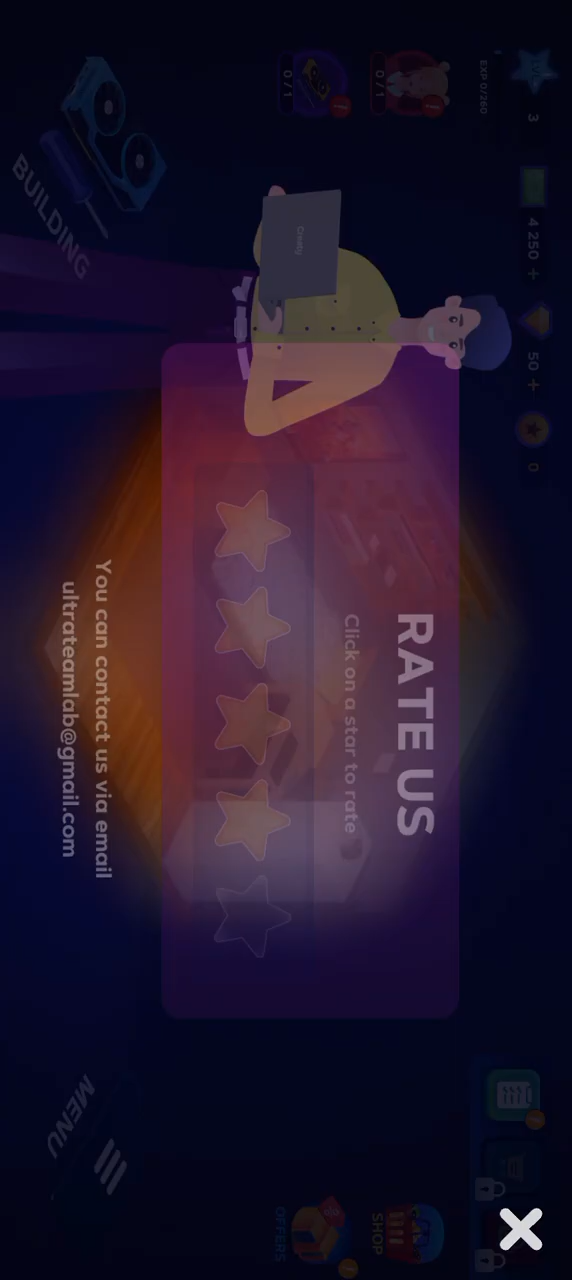 3
EXP 0/260
4 250 +
50 +
0
0/1
0/1
BUILDING
RATE US
Click on a star to rate
You can contact us via email
ultrateamlab@gmail.com
MENU
SHOP
OFFERS